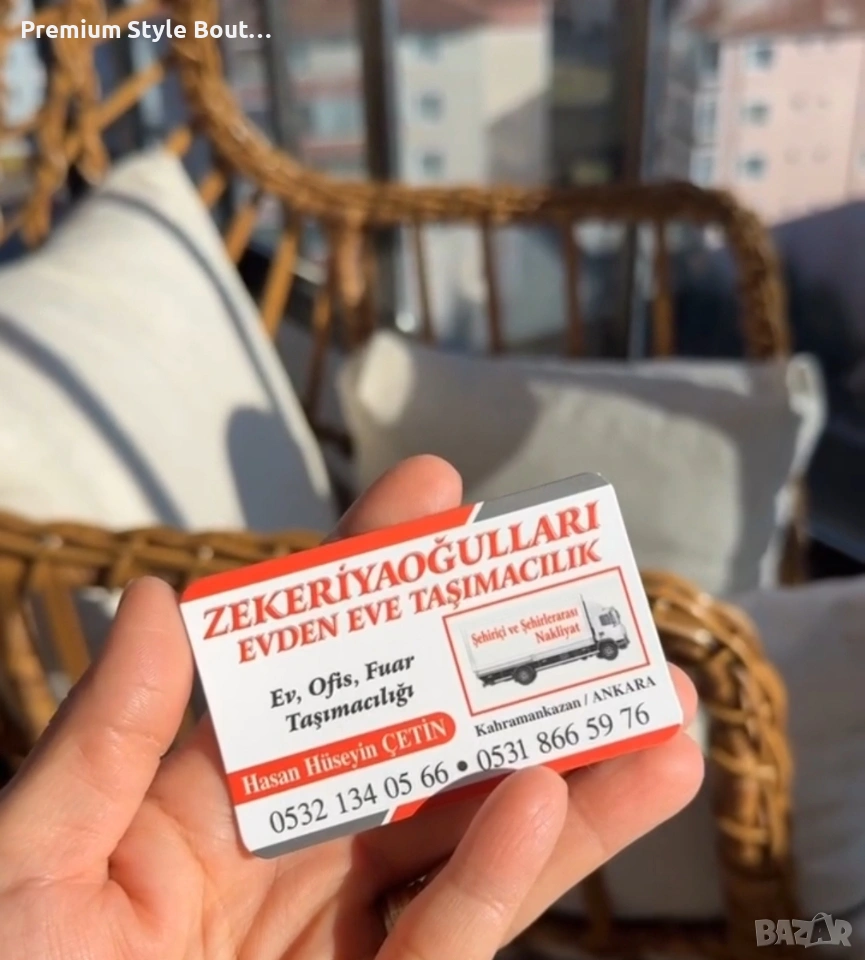 Premium Style Bout...
ZEKERİYAOĞULLARI
EVDEN EVE TAŞIMACILIK
Ev, Ofis, Fuar
Taşımacılığı
Şehiriçi ve Şehirlerarası
Nakliyat
Hasan Hüseyin ÇETİN
Kahramankazan / ANKARA
0532 134 05 66 • 0531 866 59 76
BAZAR